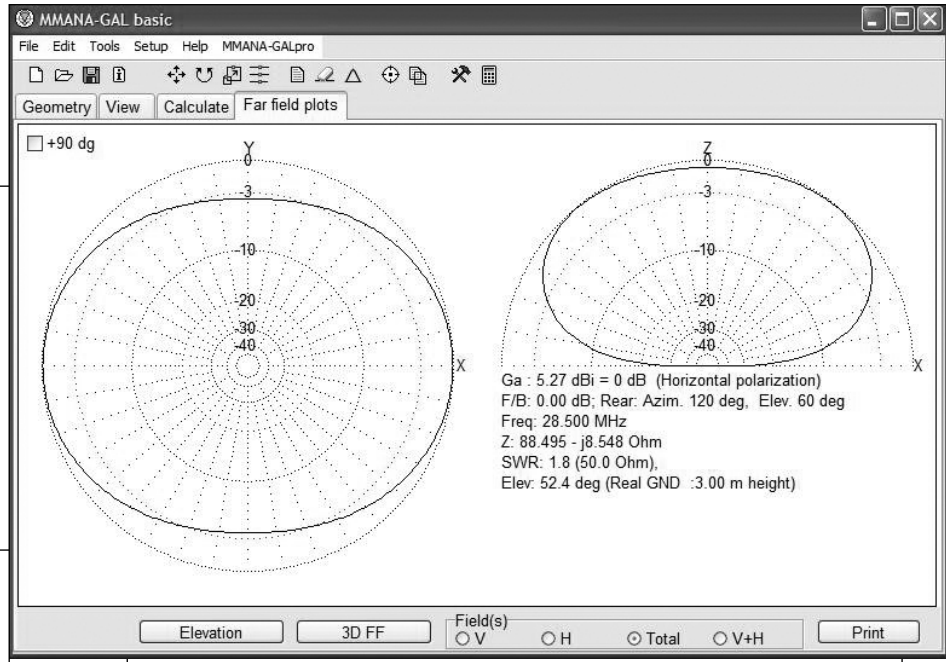 MMANA-GAL basic
File Edit Tools Setup Help MMANA-GALpro
Geometry View Calculate Far field plots
+90 dg
Y
0
-3
-10
-20
-30
-40
X
Z
0
-3
-10
-20
-30
-40
X
Ga : 5.27 dBi = 0 dB (Horizontal polarization)
F/B: 0.00 dB; Rear: Azim. 120 deg, Elev. 60 deg
Freq: 28.500 MHz
Z: 88.495 - j8.548 Ohm
SWR: 1.8 (50.0 Ohm),
Elev: 52.4 deg (Real GND :3.00 m height)
Elevation 3D FF Field(s) V H Total V+H Print